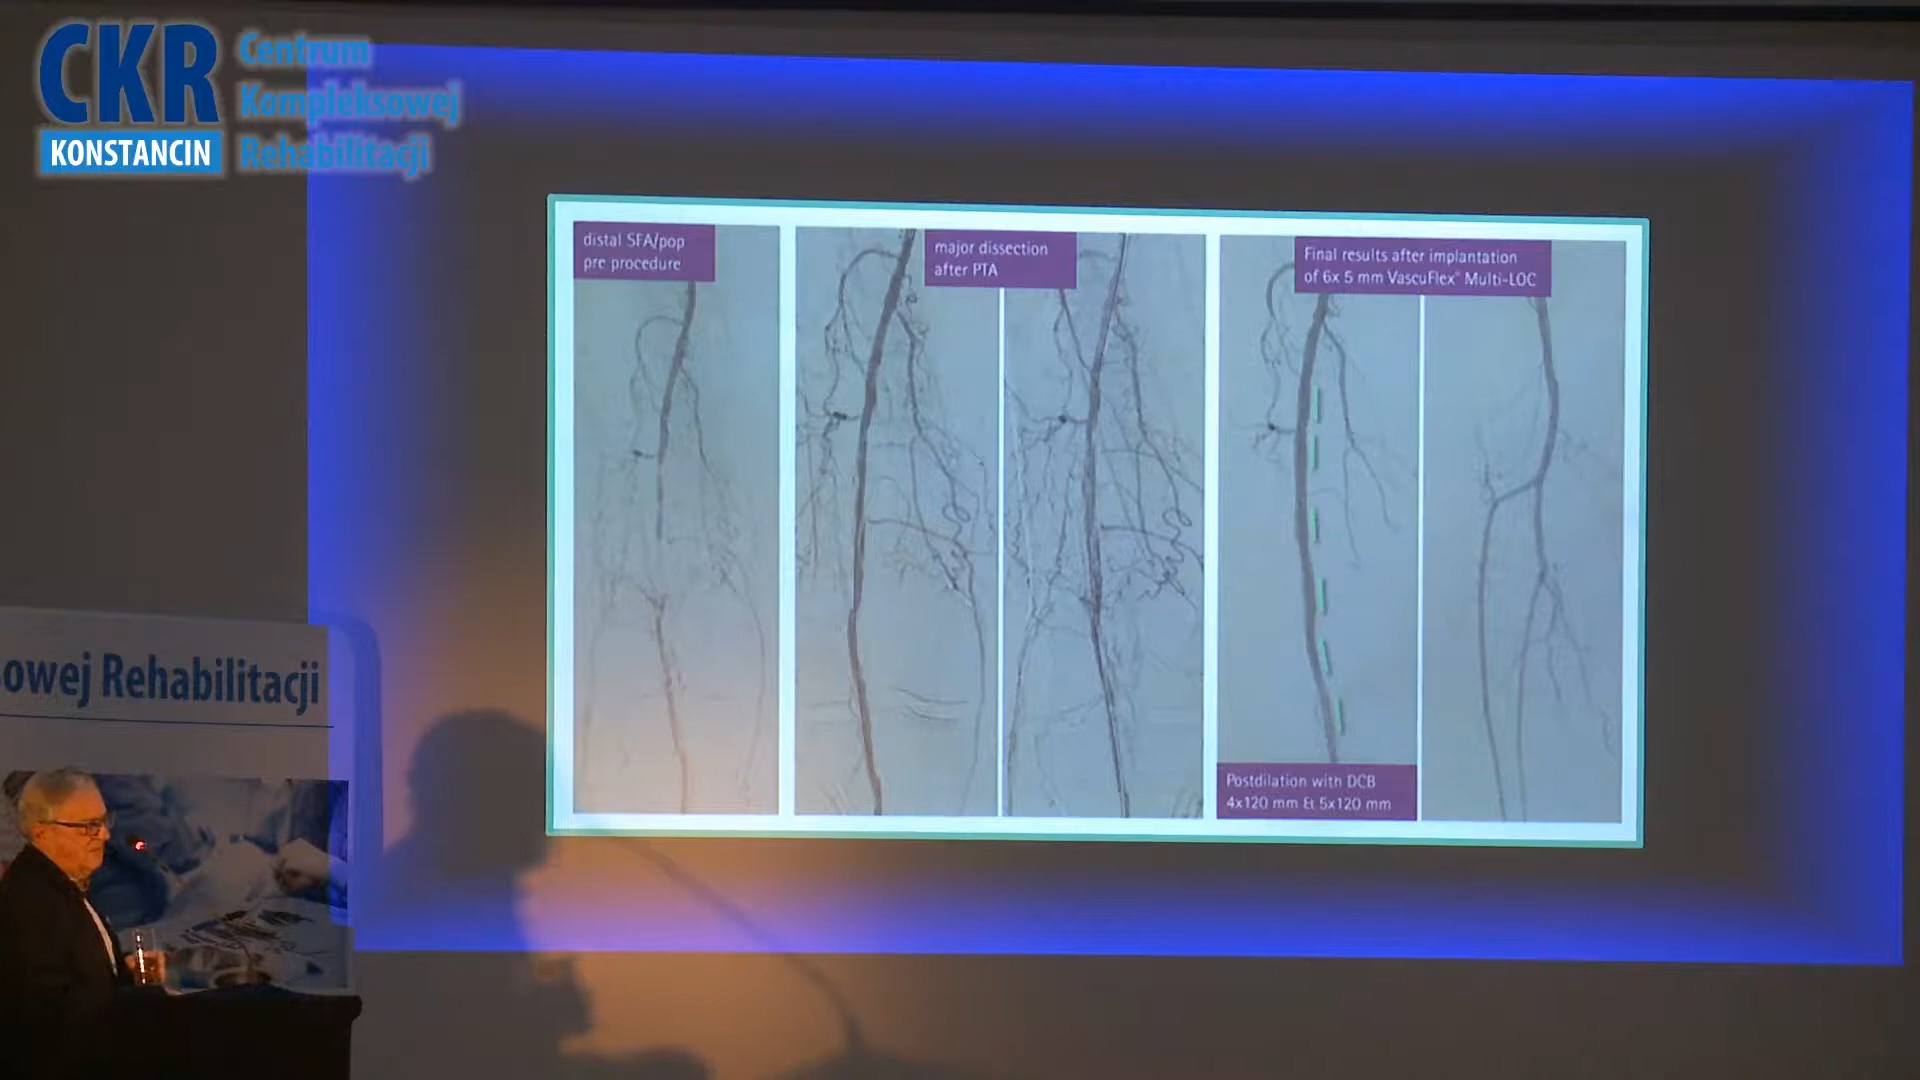 CKR
KONSTANCIN
Centrum
Kompleksowej
Rehabilitacji
distal SFA/pop
pre procedure
major dissection
after PTA
Final results after implantation
of 6x 5 mm VascuFlex® Multi-LOC
Postdilation with DCB
4x120 mm & 5x120 mm
owej Rehabilitacji